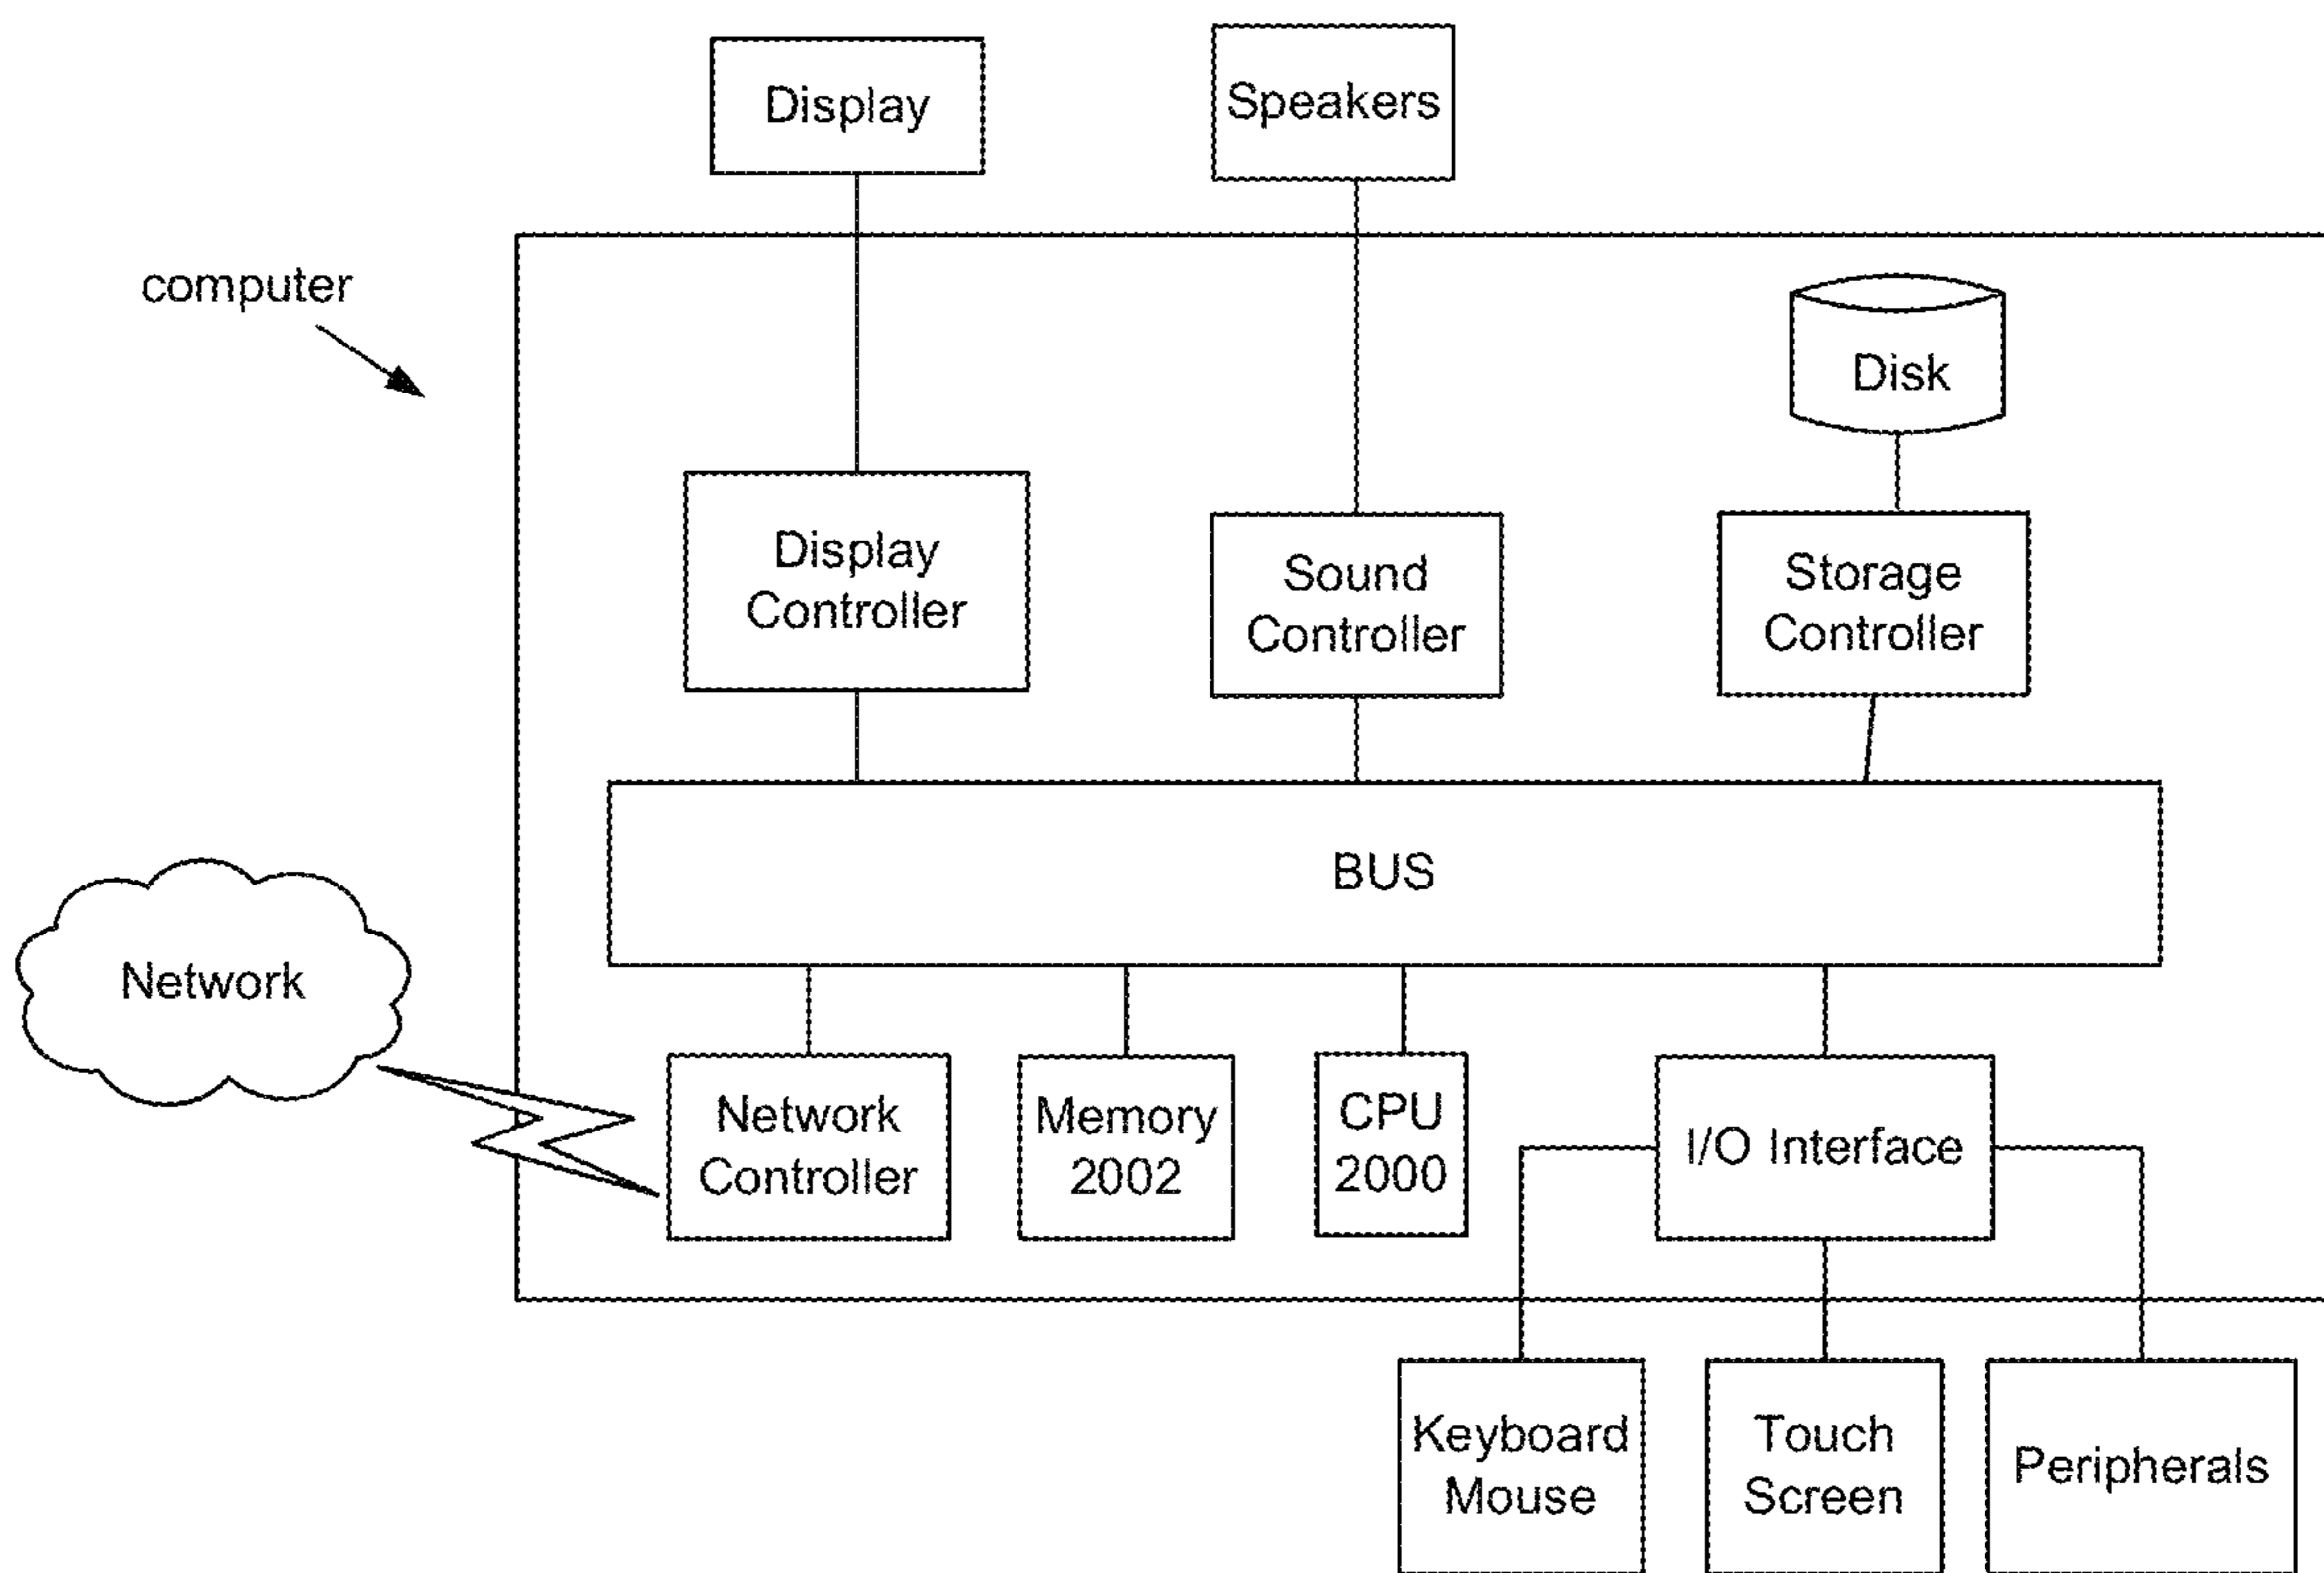 Display
Speakers
computer
Disk
Display
Controller
Sound
Controller
Storage
Controller
BUS
Network
Network
Controller
Memory
2002
CPU
2000
I/O Interface
Keyboard
Mouse
Touch
Screen
Peripherals